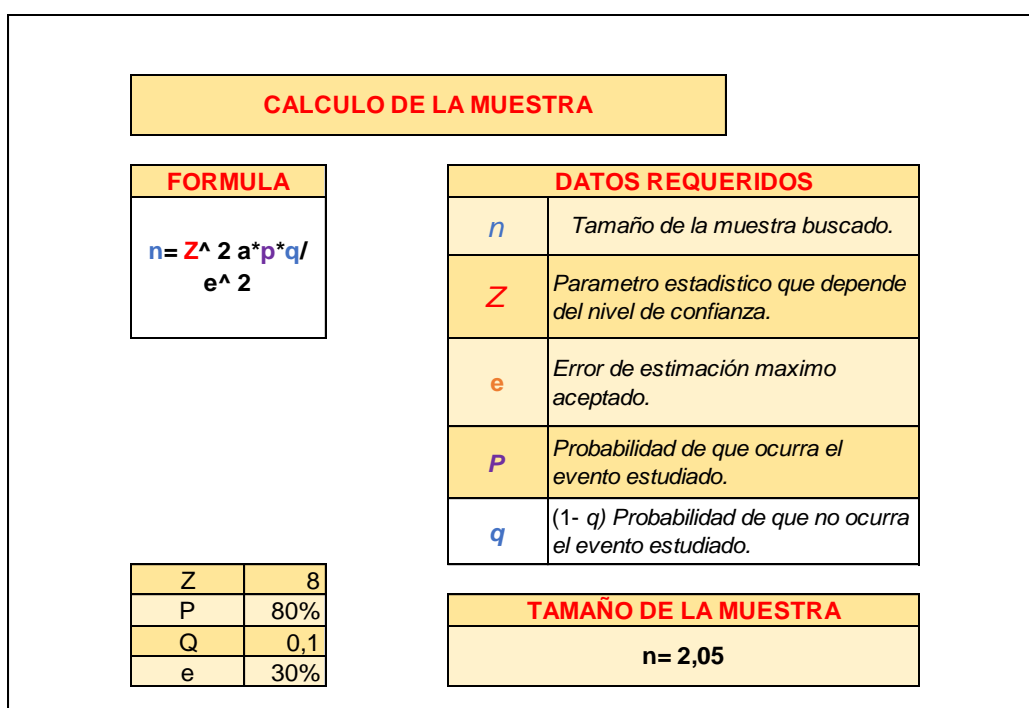 CALCULO DE LA MUESTRA
FORMULA
n= Z^ 2 a*p*q/
e^ 2
DATOS REQUERIDOS
n Tamaño de la muestra buscado.
Z Parametro estadistico que depende
del nivel de confianza.
e Error de estimación maximo
aceptado.
P Probabilidad de que ocurra el
evento estudiado.
q (1- q) Probabilidad de que no ocurra
el evento estudiado.
Z 8
P 80%
Q 0,1
e 30%
TAMAÑO DE LA MUESTRA
n= 2,05